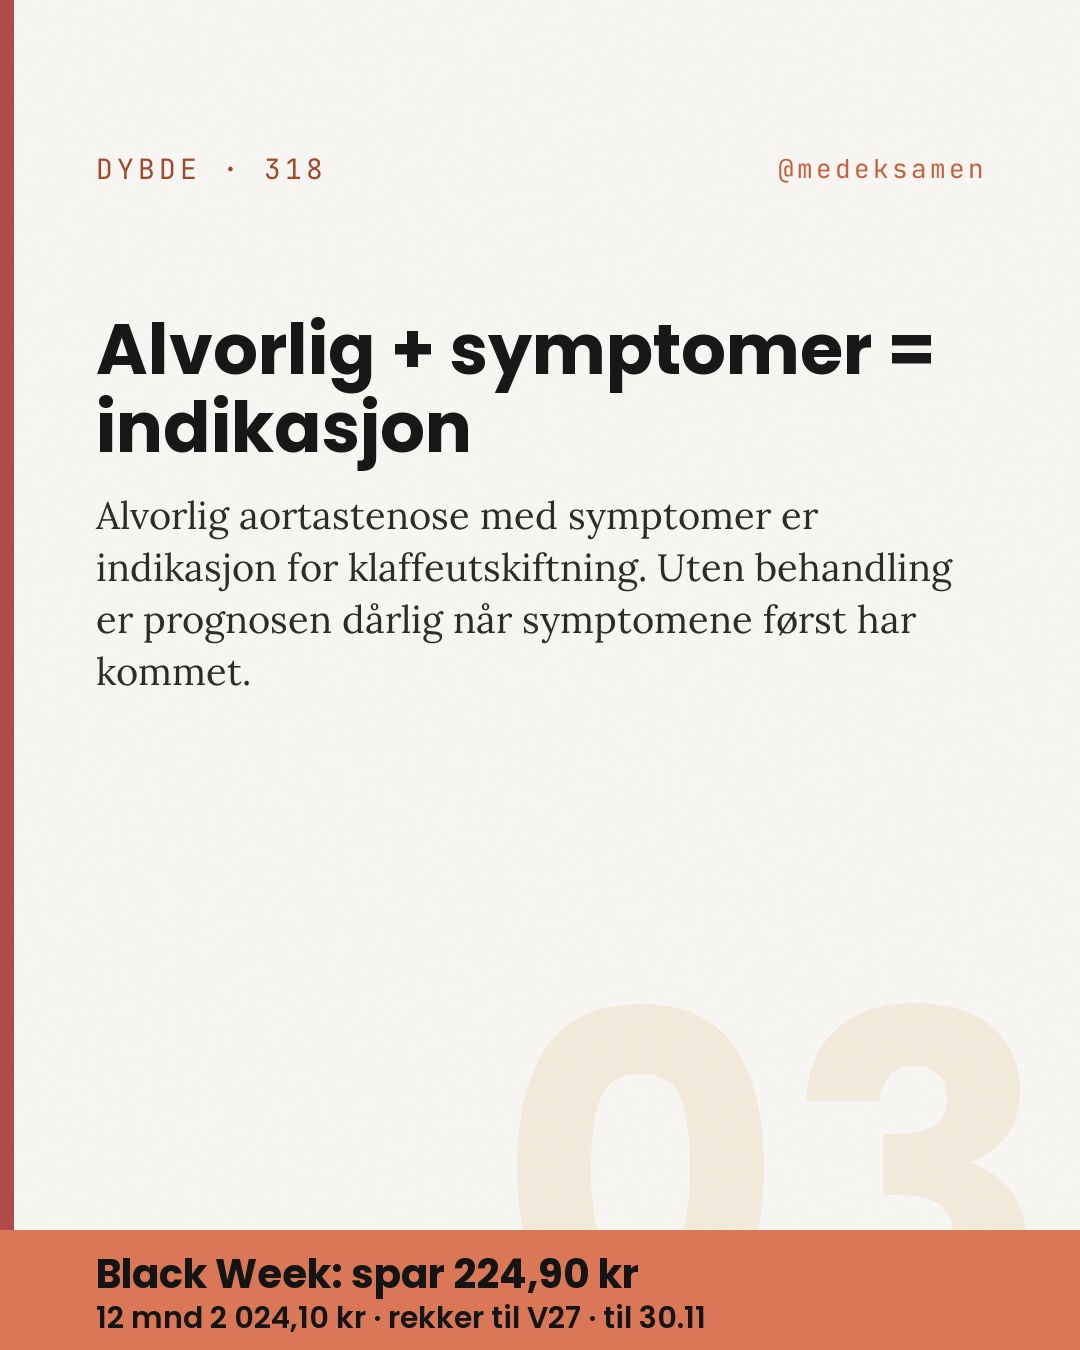 DYBDE · 318
@medeksamen
Alvorlig + symptomer =
indikasjon
Alvorlig aortastenose med symptomer er
indikasjon for klaffeutskiftning. Uten behandling
er prognosen dårlig når symptomene først har
kommet.
03
Black Week: spar 224,90 kr
12 mnd 2 024,10 kr · rekker til V27 · til 30.11